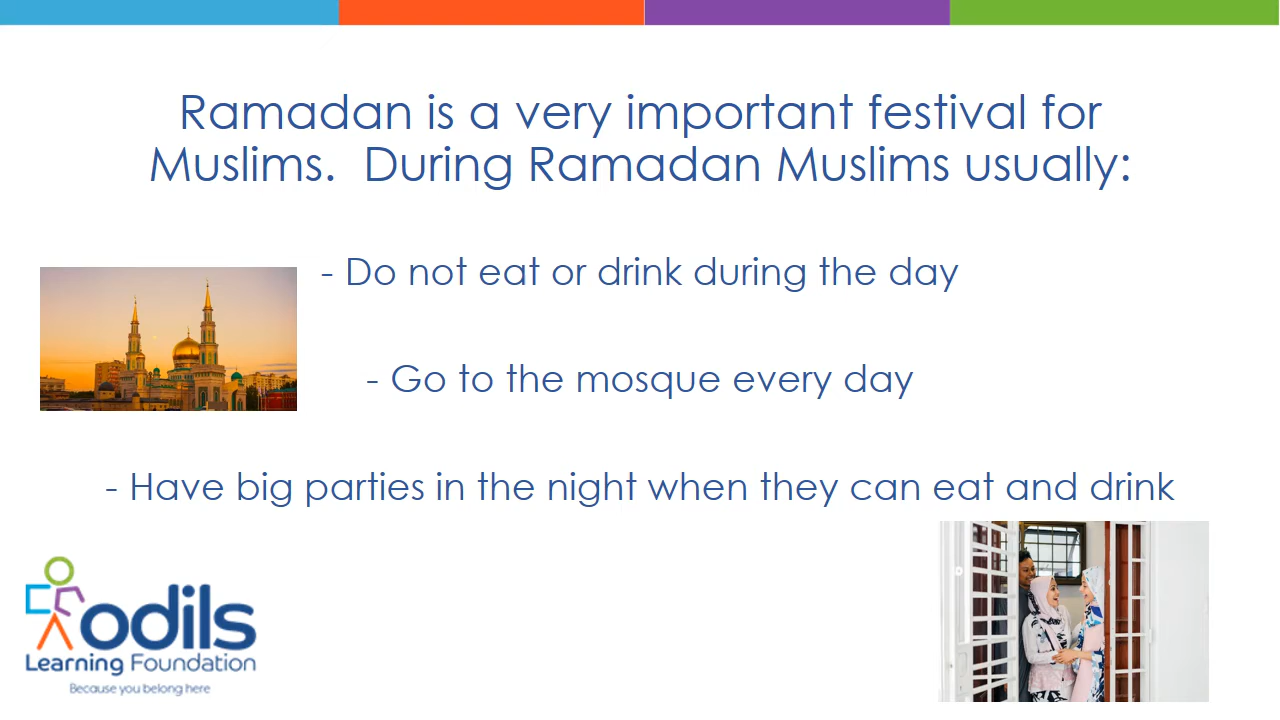 Ramadan is a very important festival for
Muslims.  During Ramadan Muslims usually:
- Do not eat or drink during the day
- Go to the mosque every day
- Have big parties in the night when they can eat and drink
odils
Learning Foundation
Because you belong here